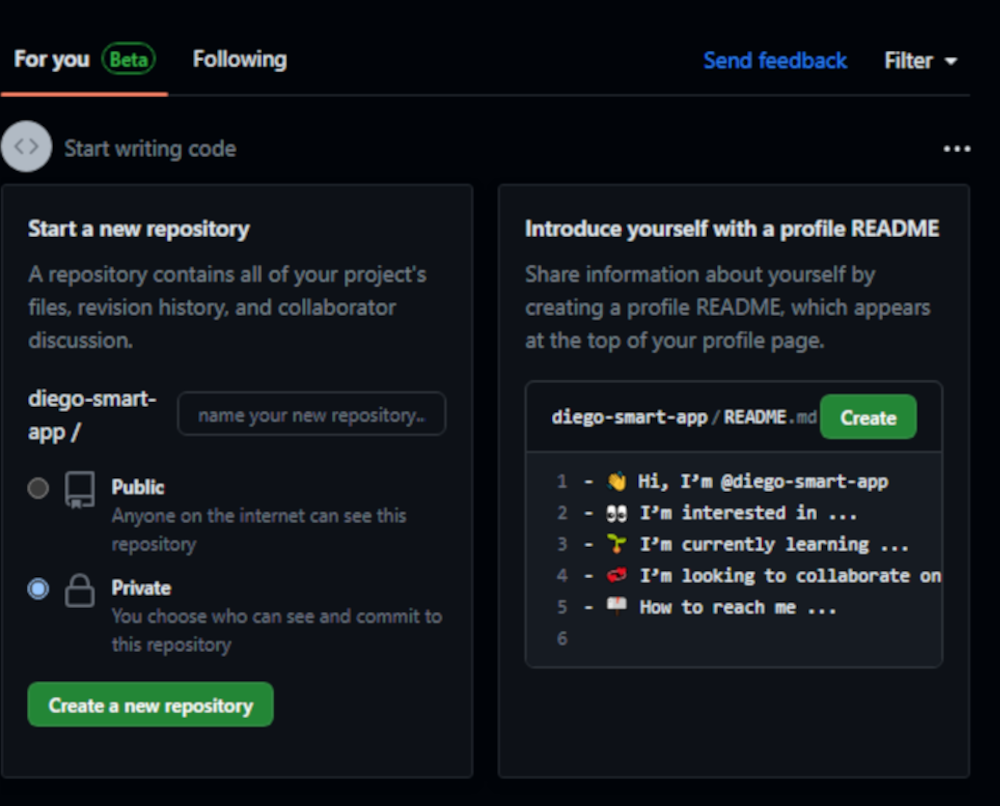 For you Beta Following Send feedback Filter
Start writing code
Start a new repository
A repository contains all of your project's
files, revision history, and collaborator
discussion.
diego-smart-
app /
name your new repository..
Public
Anyone on the internet can see this
repository
Private
You choose who can see and commit to
this repository
Create a new repository
Introduce yourself with a profile README
Share information about yourself by
creating a profile README, which appears
at the top of your profile page.
diego-smart-app/README.md Create
1 - 👋 Hi, I’m @diego-smart-app
2 - 👀 I’m interested in ...
3 - 🌱 I’m currently learning ...
4 - 💞️ I’m looking to collaborate on
5 - 📫 How to reach me ...
6